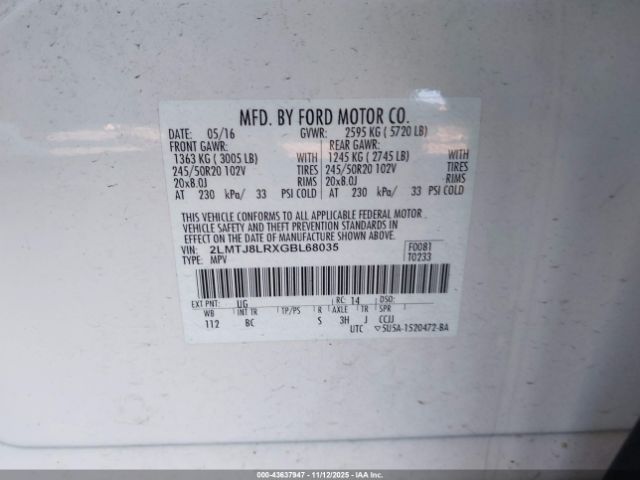 MFD. BY FORD MOTOR CO.
DATE: 05/16 GVWR: 2595 KG ( 5720 LB)
FRONT GAWR: REAR GAWR:
1363 KG ( 3005 LB) WITH 1245 KG ( 2745 LB) WITH
245/50R20 102V TIRES 245/50R20 102V TIRES
20x8.0J RIMS 20x8.0J RIMS
AT 230 kPa/ 33 PSI COLD AT 230 kPa/ 33 PSI COLD
THIS VEHICLE CONFORMS TO ALL APPLICABLE FEDERAL MOTOR
VEHICLE SAFETY AND THEFT PREVENTION STANDARDS IN
EFFECT ON THE DATE OF MANUFACTURE SHOWN ABOVE.
VIN: 2LMTJ8LRXGBL68035 F0081
TYPE: MPV T0233
EXT PNT: UG RC: 14 DSO:
WB INT TR TP/PS R AXLE TR SPR
112 BC S 3H J CCJJ
UTC ▽5U5A-1520472-BA
000-43637947 - 11/12/2025 - IAA Inc.